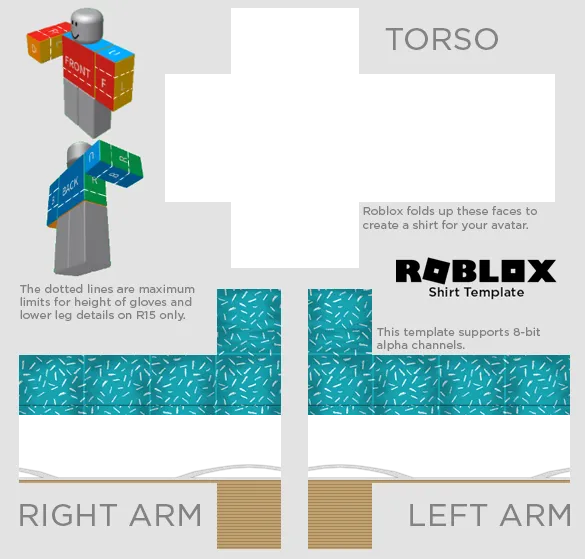 TORSO
FRONT
F
L
U
R
D
BACK
U
R
B
R
B
Roblox folds up these faces to
create a shirt for your avatar.
ROBLOX
Shirt Template
The dotted lines are maximum
limits for height of gloves and
lower leg details on R15 only.
This template supports 8-bit
alpha channels.
RIGHT ARM
LEFT ARM